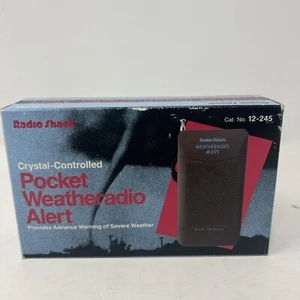 Radio Shack
Cat. No. 12-245
Crystal-Controlled
Pocket
Weatheradio
Alert
Provides Advance Warning of Severe Weather
Radio Shack
WEATHERADIO
ALERT